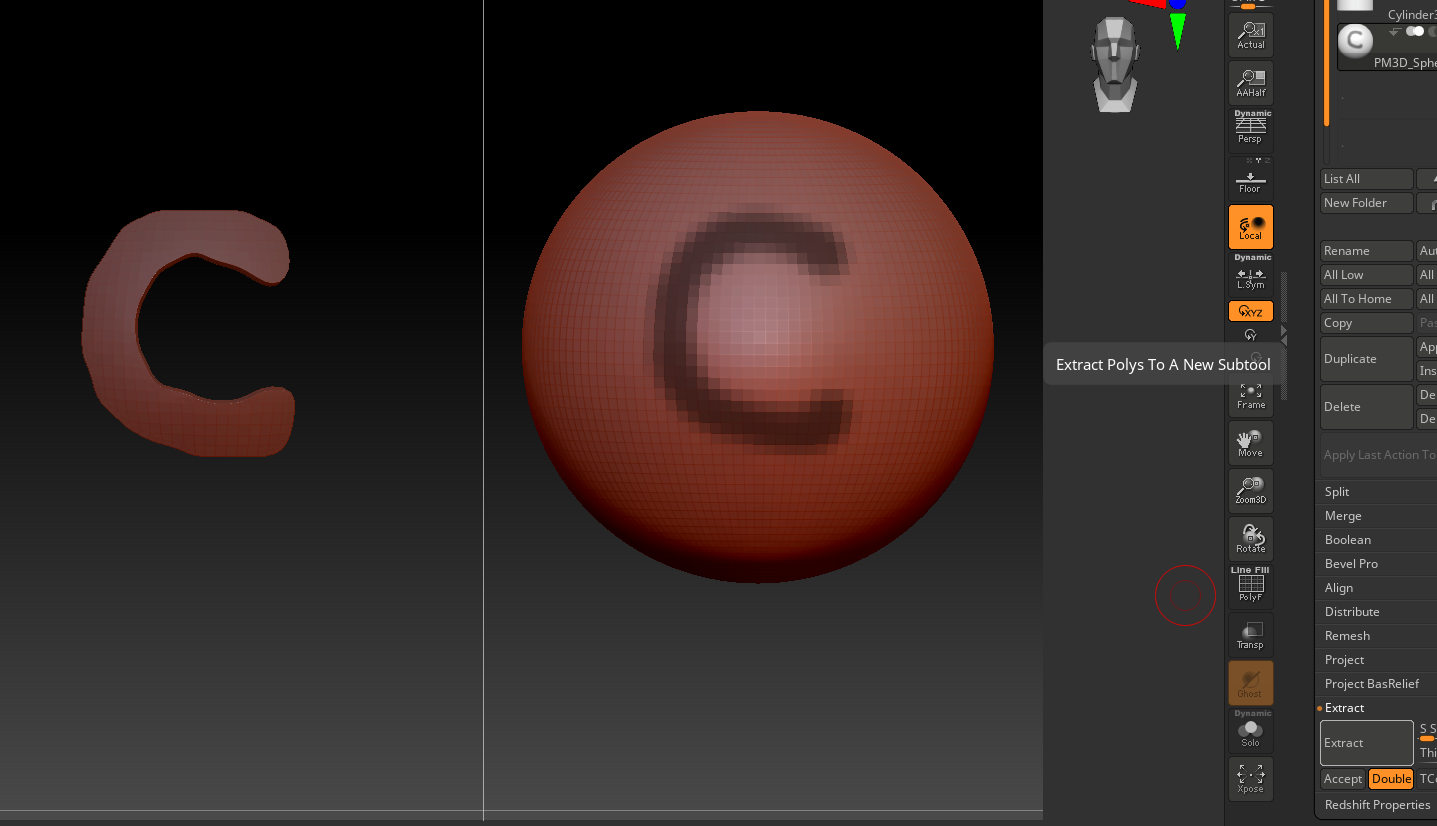 C
C
Actual
AAHalf
Dynamic
Persp
Floor
Local
Dynamic
L.Sym
XYZ
Y
Extract Polys To A New Subtool
Frame
Move
Zoom3D
Rotate
Line Fill
PolyF
Transp
Ghost
Dynamic
Solo
Xpose
Cylinder3
C
PM3D_Sphe
List All
New Folder
Rename Aut
All Low All
All To Home All
Copy Pas
Duplicate App
Ins
Delete De
De
Apply Last Action To
Split
Merge
Boolean
Bevel Pro
Align
Distribute
Remesh
Project
Project BasRelief
Extract
Extract S S
Thi
Accept Double TCo
Redshift Properties